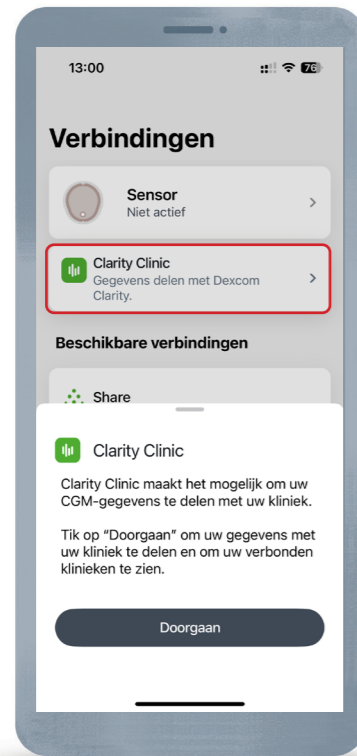 13:00
76
Verbindingen
Sensor
Niet actief
Clarity Clinic
Gegevens delen met Dexcom
Clarity.
Beschikbare verbindingen
Share
Clarity Clinic
Clarity Clinic maakt het mogelijk om uw
CGM-gegevens te delen met uw kliniek.
Tik op “Doorgaan” om uw gegevens met
uw kliniek te delen en om uw verbonden
klinieken te zien.
Doorgaan